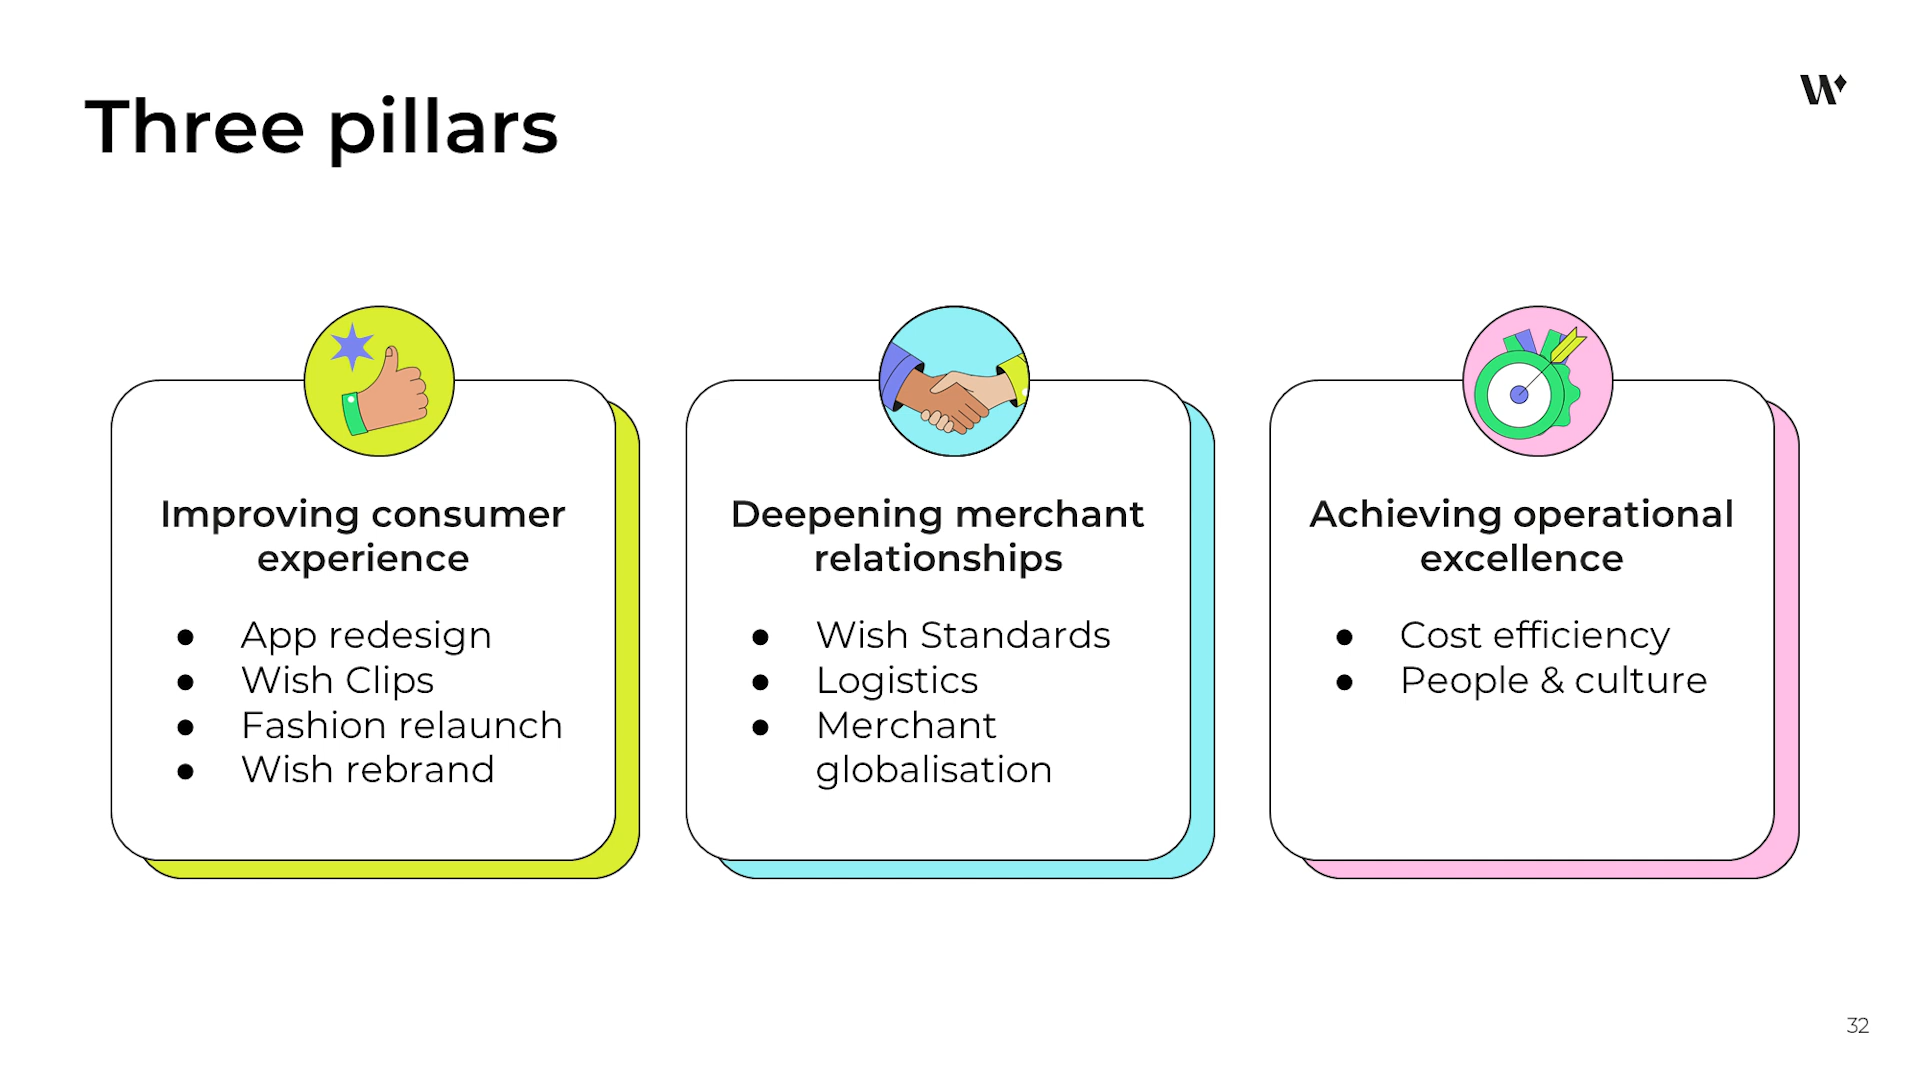 Three pillars
W
Improving consumer
experience
● App redesign
● Wish Clips
● Fashion relaunch
● Wish rebrand
Deepening merchant
relationships
● Wish Standards
● Logistics
● Merchant
globalisation
Achieving operational
excellence
● Cost efficiency
● People & culture
32